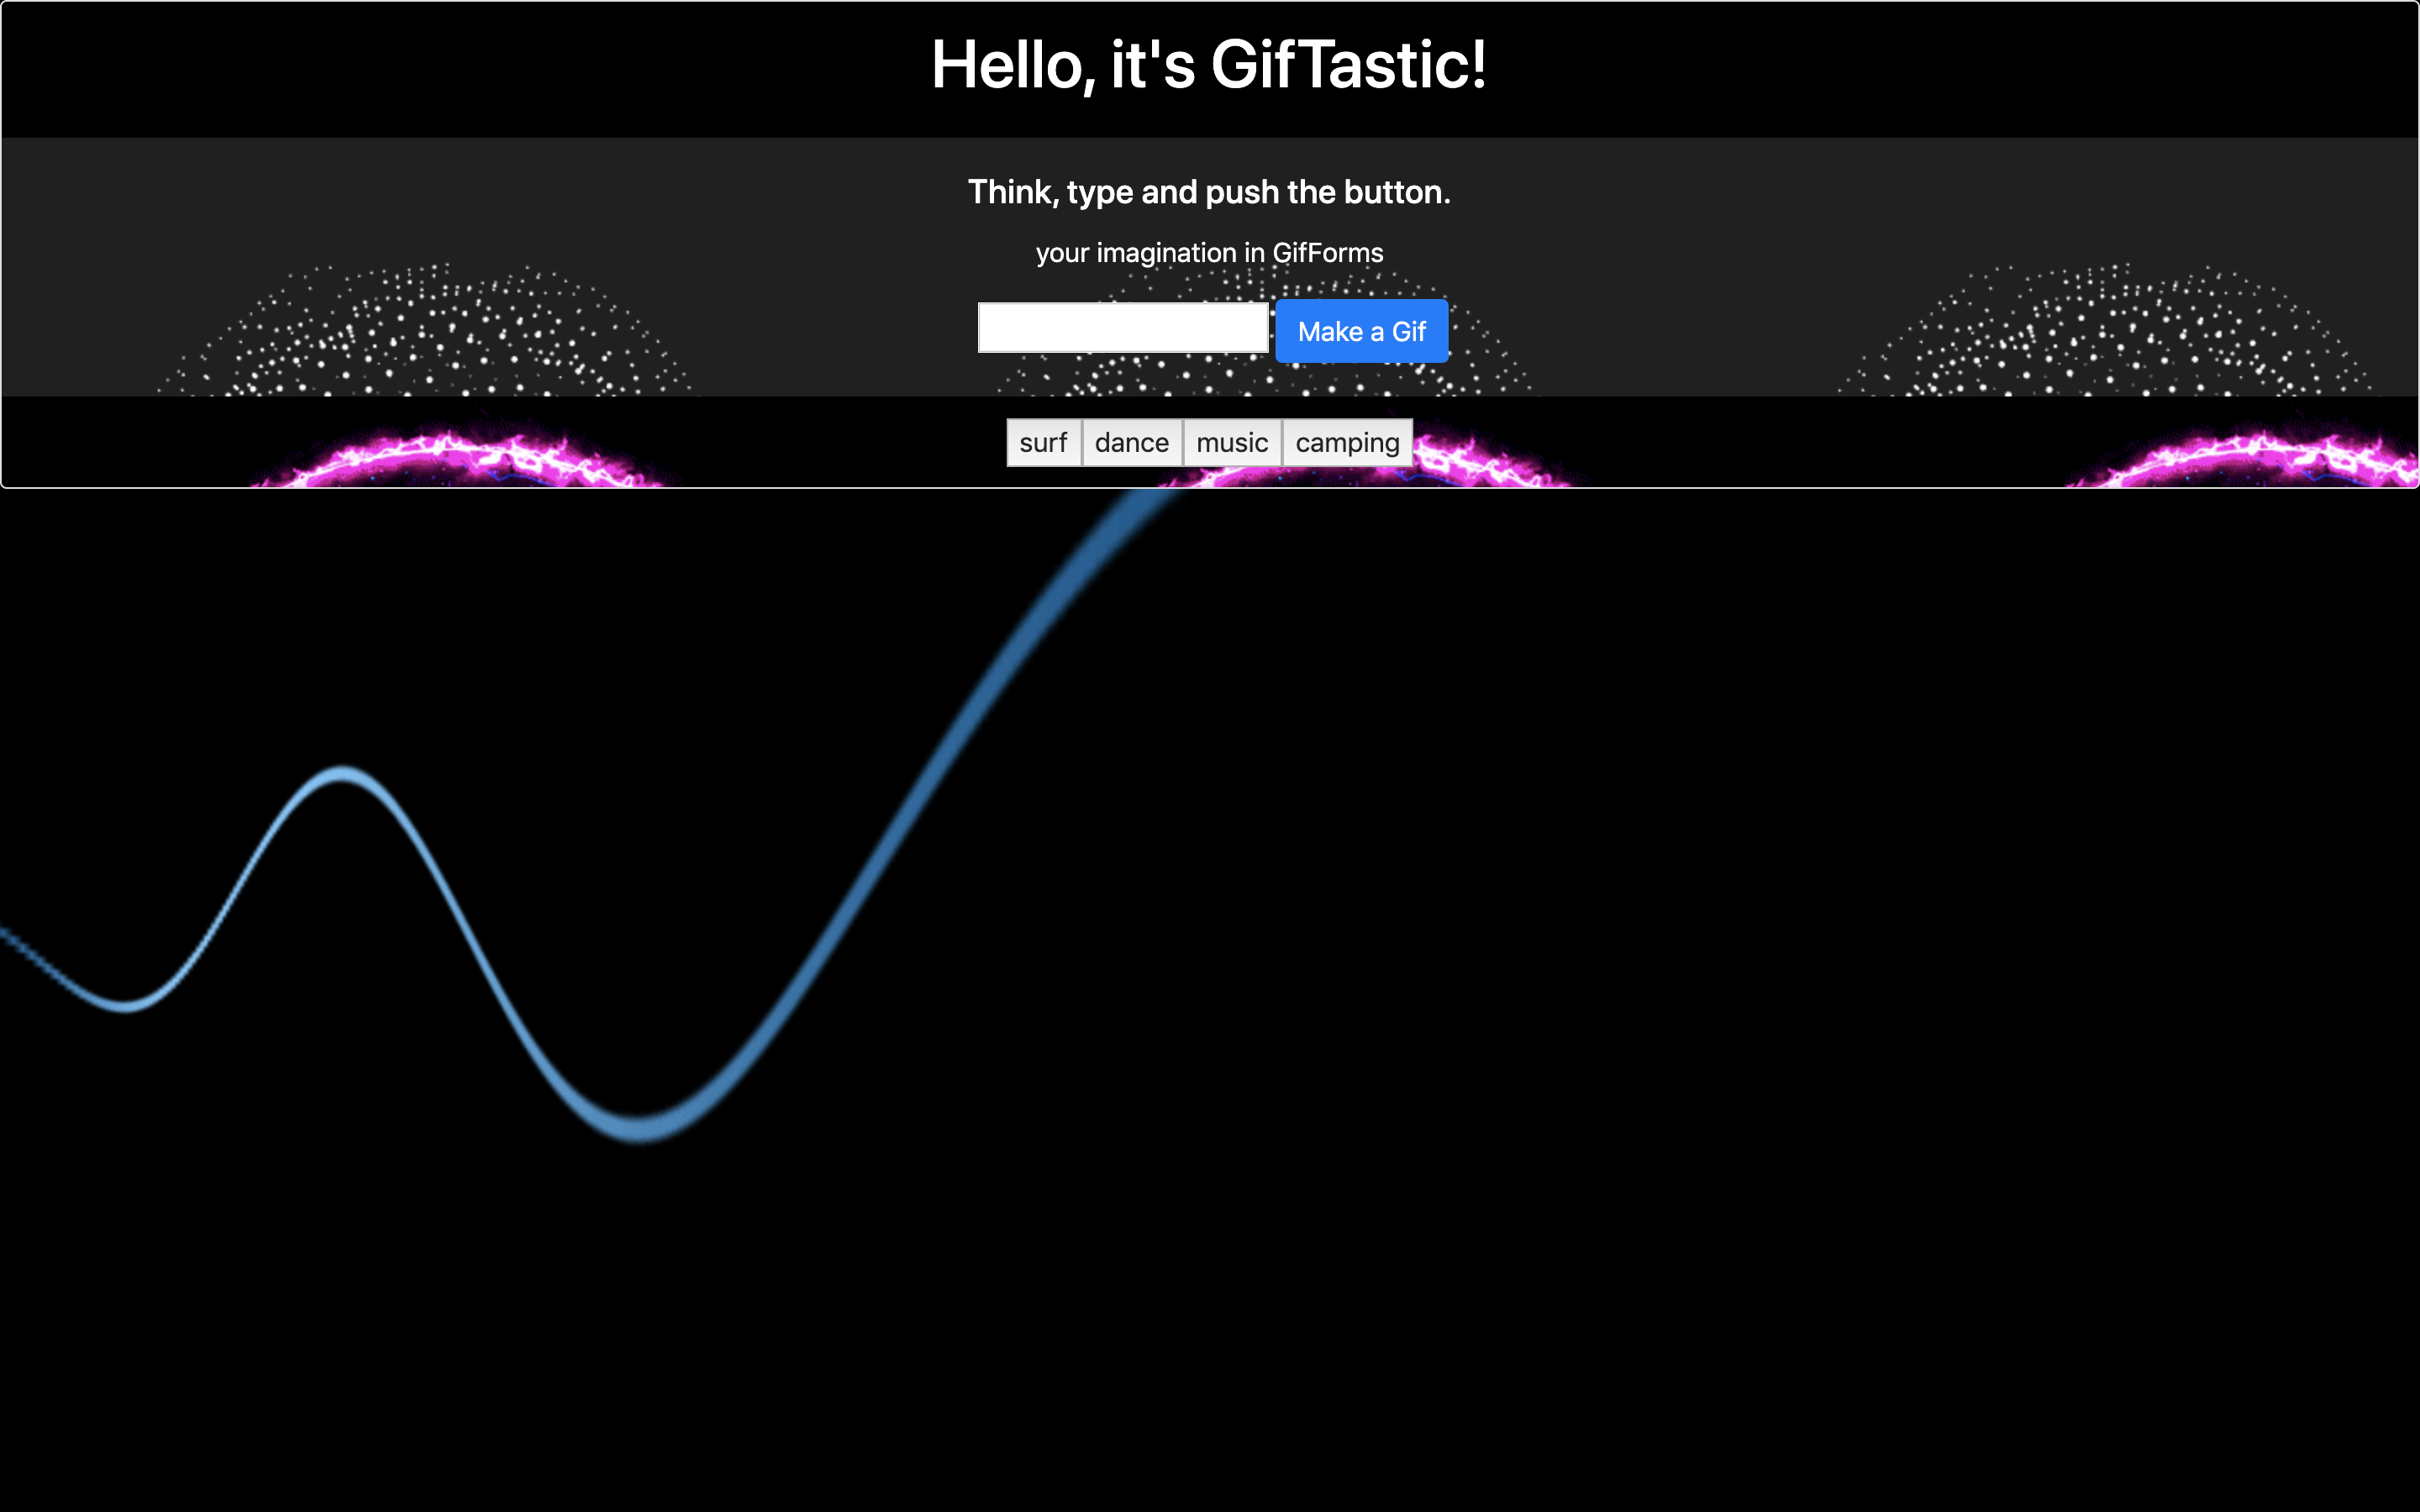 Hello, it's GifTastic!
Think, type and push the button.
your imagination in GifForms
Make a Gif
surf dance music camping